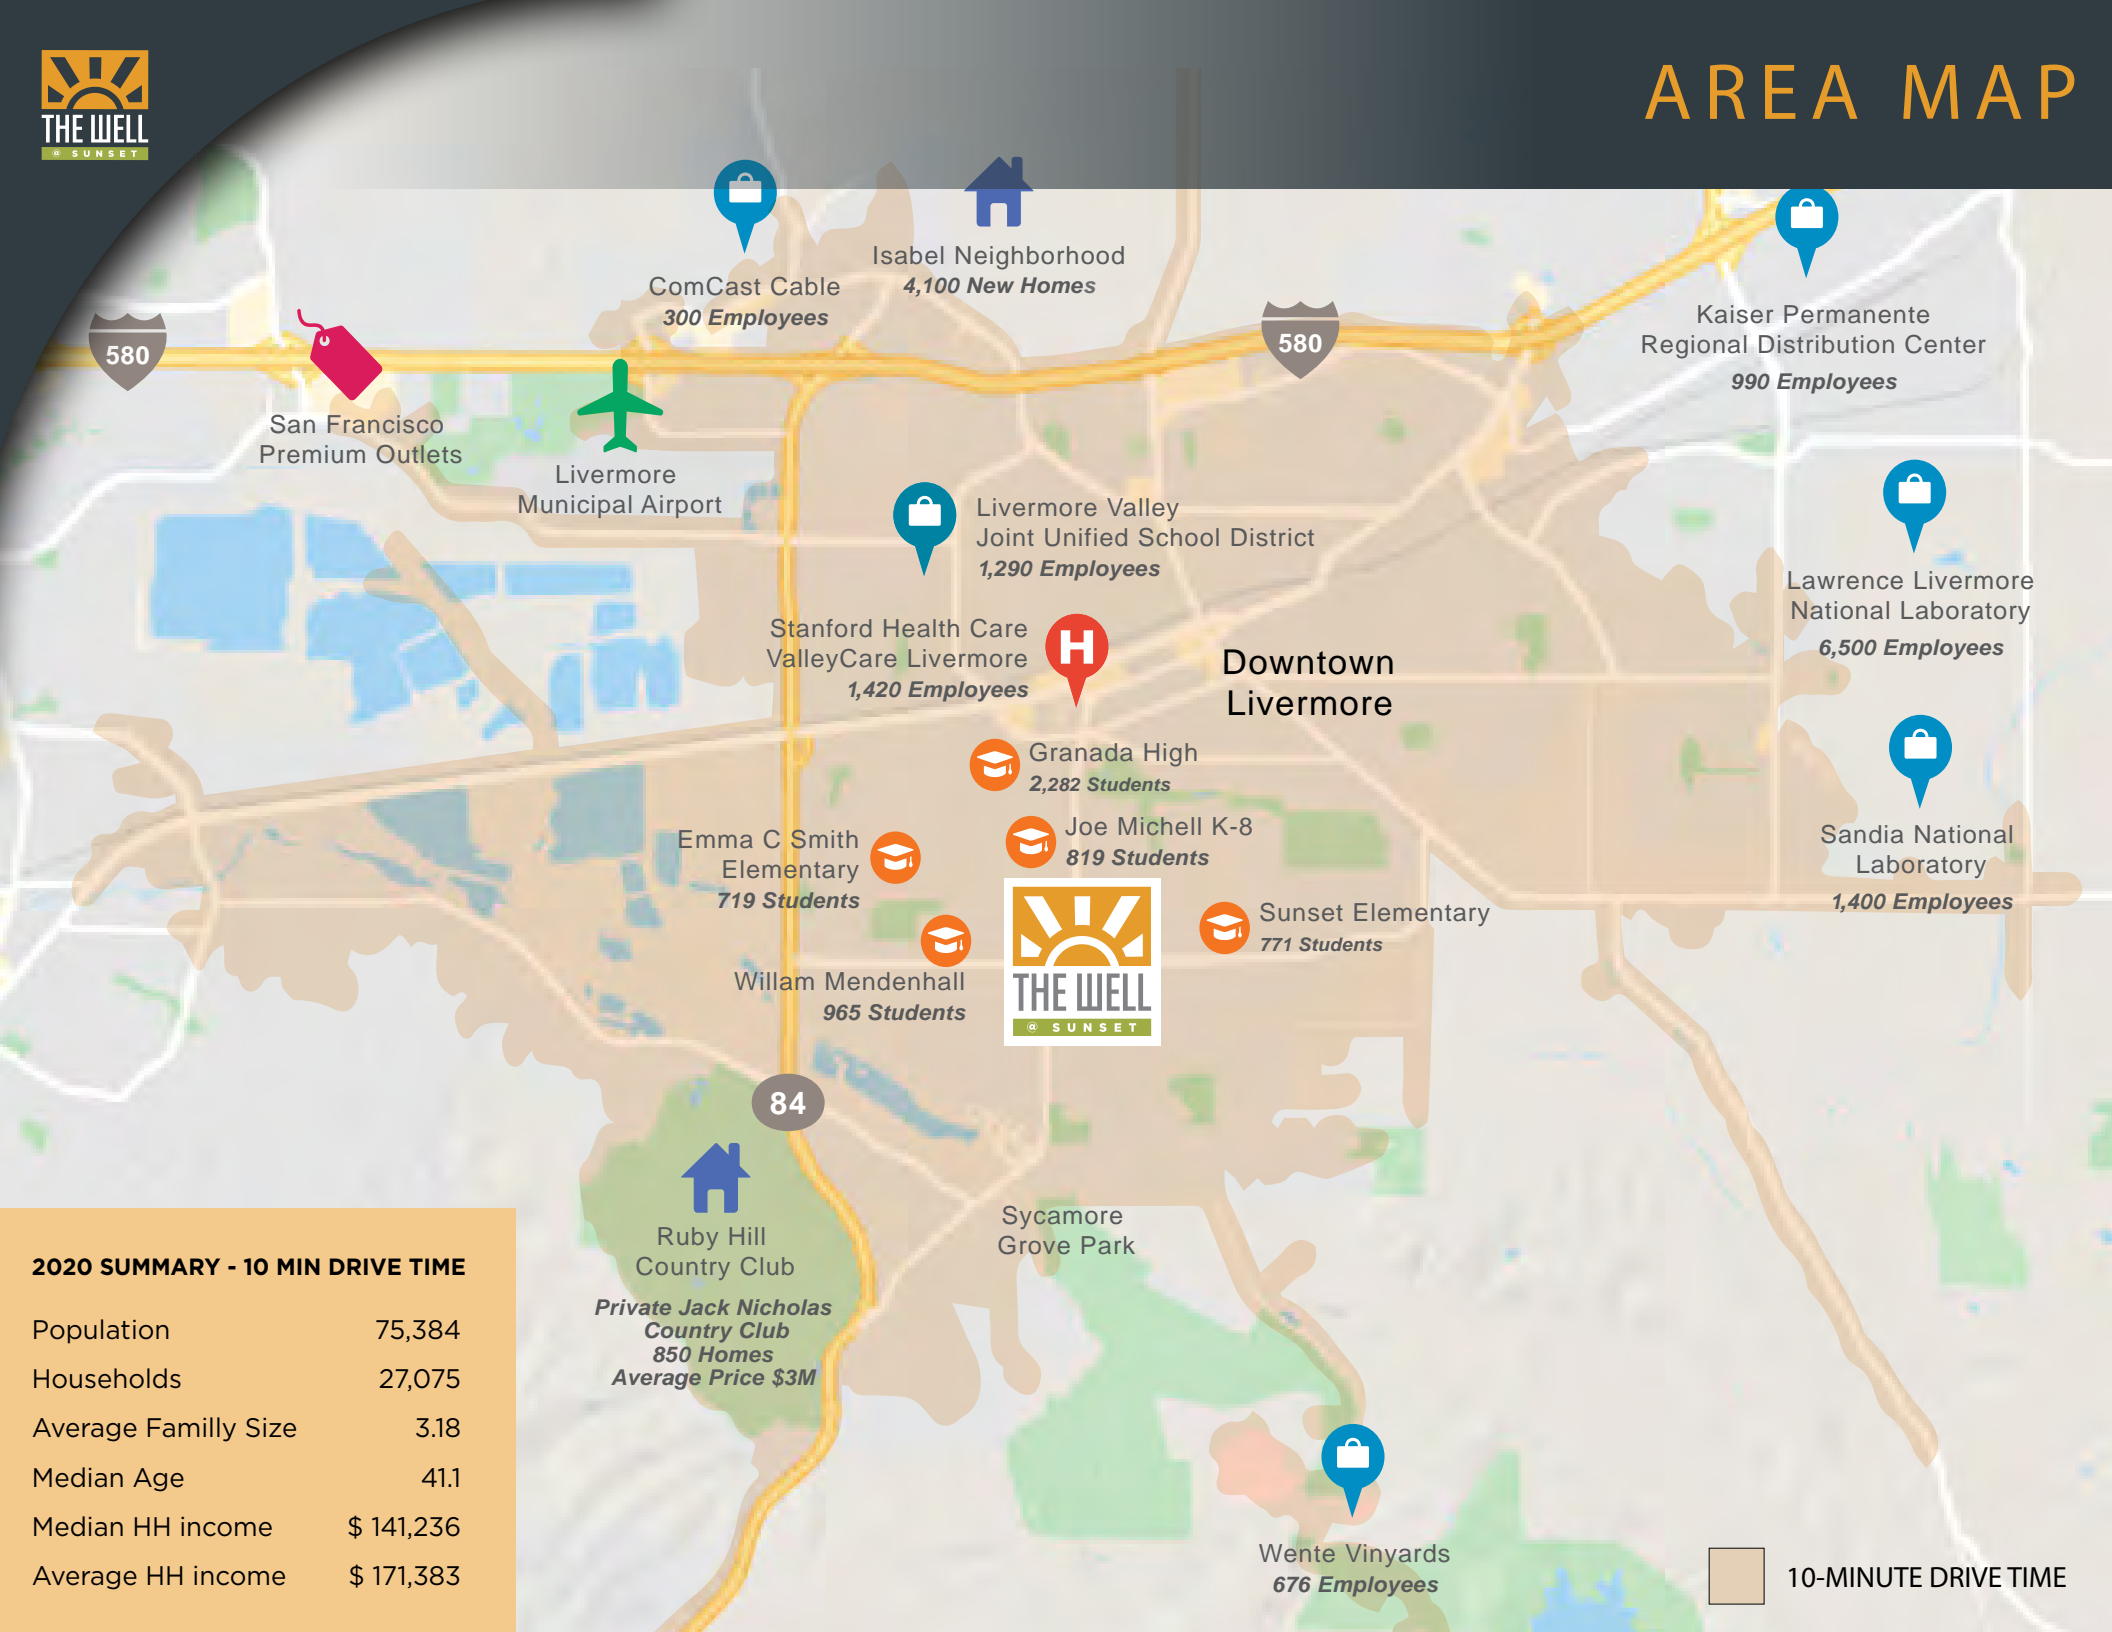 THE WELL
@ SUNSET
AREA MAP
ComCast Cable
300 Employees
Isabel Neighborhood
4,100 New Homes
Kaiser Permanente
Regional Distribution Center
990 Employees
580
580
San Francisco
Premium Outlets
Livermore
Municipal Airport
Livermore Valley
Joint Unified School District
1,290 Employees
Lawrence Livermore
National Laboratory
6,500 Employees
Stanford Health Care
ValleyCare Livermore
1,420 Employees
H
Downtown
Livermore
Granada High
2,282 Students
Joe Michell K-8
819 Students
Emma C Smith
Elementary
719 Students
Sandia National
Laboratory
1,400 Employees
Sunset Elementary
771 Students
Willam Mendenhall
965 Students
THE WELL
@ SUNSET
84
Ruby Hill
Country Club
Private Jack Nicholas
Country Club
850 Homes
Average Price $3M
Sycamore
Grove Park
Wente Vinyards
676 Employees
2020 SUMMARY - 10 MIN DRIVE TIME
Population 75,384
Households 27,075
Average Familly Size 3.18
Median Age 41.1
Median HH income $ 141,236
Average HH income $ 171,383
10-MINUTE DRIVE TIME